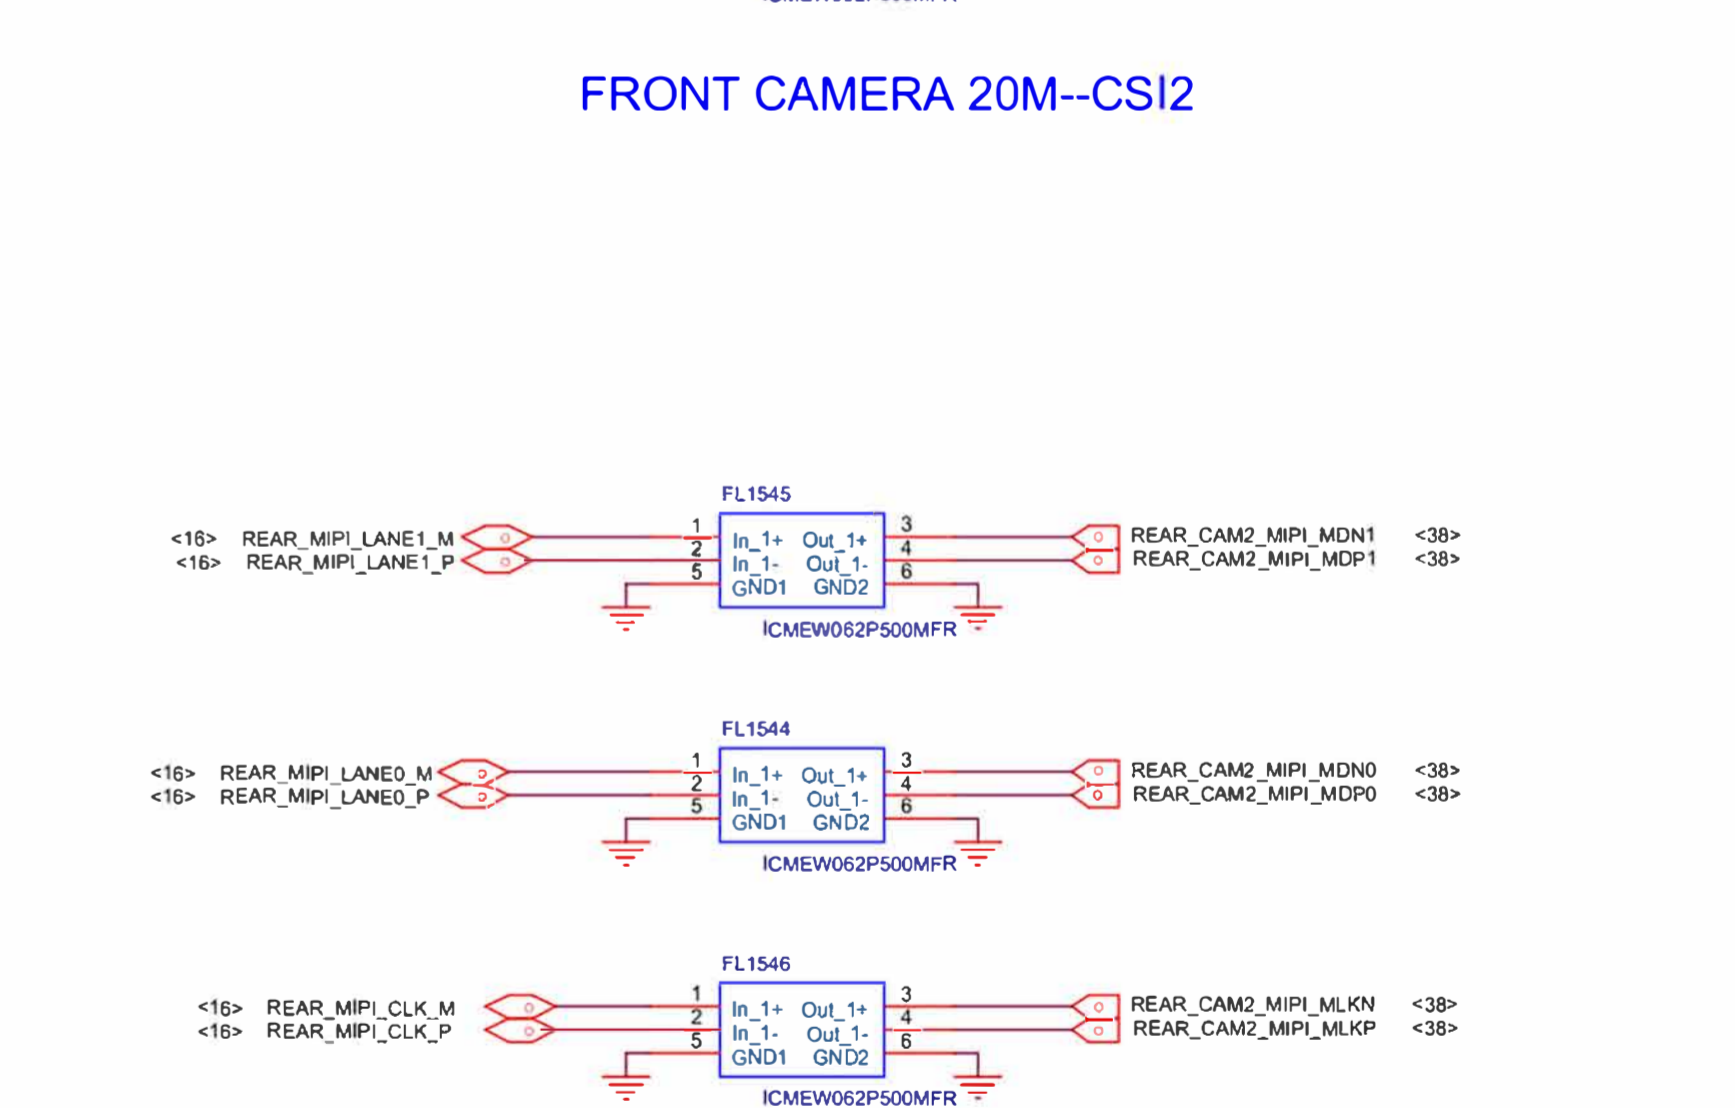 FRONT CAMERA 20M--CSI2
FL1545
<16> REAR_MIPI_LANE1_M 1 In_1+ Out_1+ 3 REAR_CAM2_MIPI_MDN1 <38>
<16> REAR_MIPI_LANE1_P 2 In_1- Out_1- 4 REAR_CAM2_MIPI_MDP1 <38>
5 GND1 GND2 6
ICMEW062P500MFR
FL1544
<16> REAR_MIPI_LANE0_M 1 In_1+ Out_1+ 3 REAR_CAM2_MIPI_MDN0 <38>
<16> REAR_MIPI_LANE0_P 2 In_1- Out_1- 4 REAR_CAM2_MIPI_MDP0 <38>
5 GND1 GND2 6
ICMEW062P500MFR
FL1546
<16> REAR_MIPI_CLK_M 1 In_1+ Out_1+ 3 REAR_CAM2_MIPI_MLKN <38>
<16> REAR_MIPI_CLK_P 2 In_1- Out_1- 4 REAR_CAM2_MIPI_MLKP <38>
5 GND1 GND2 6
ICMEW062P500MFR